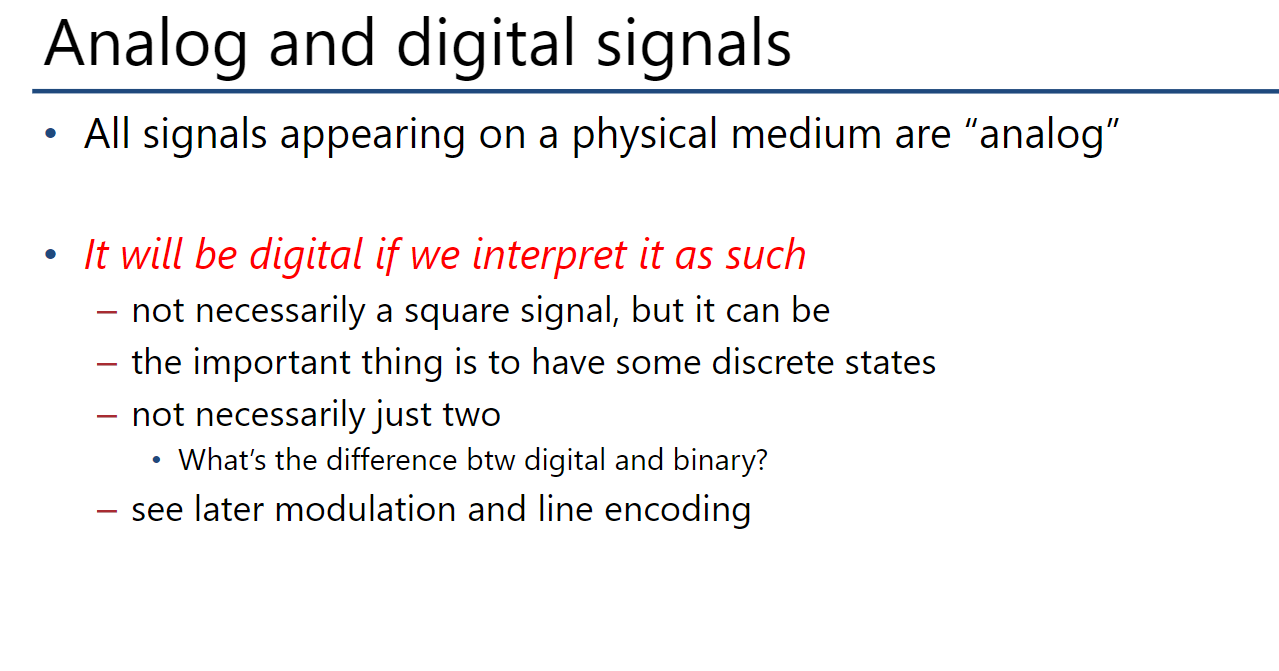 Analog and digital signals
• All signals appearing on a physical medium are “analog”
• It will be digital if we interpret it as such
– not necessarily a square signal, but it can be
– the important thing is to have some discrete states
– not necessarily just two
• What’s the difference btw digital and binary?
– see later modulation and line encoding